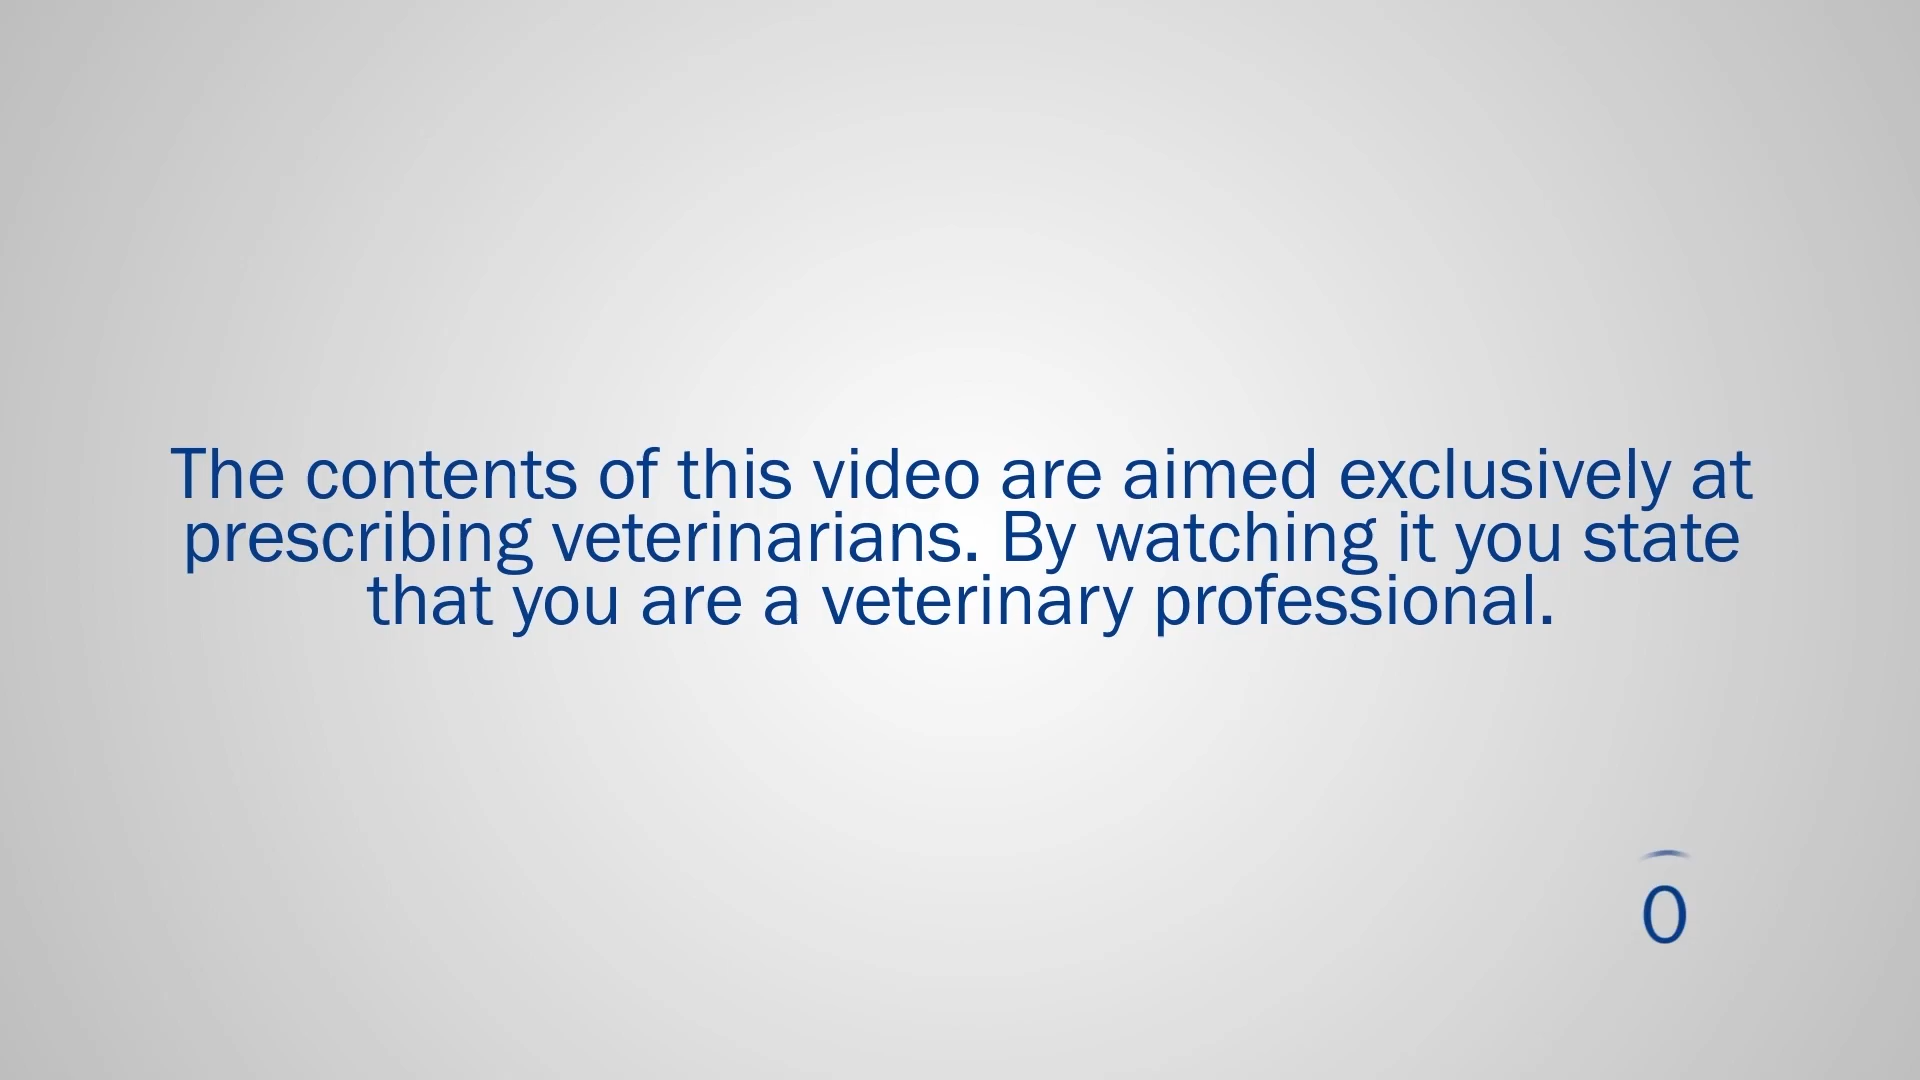 The contents of this video are aimed exclusively at
prescribing veterinarians. By watching it you state
that you are a veterinary professional.
0